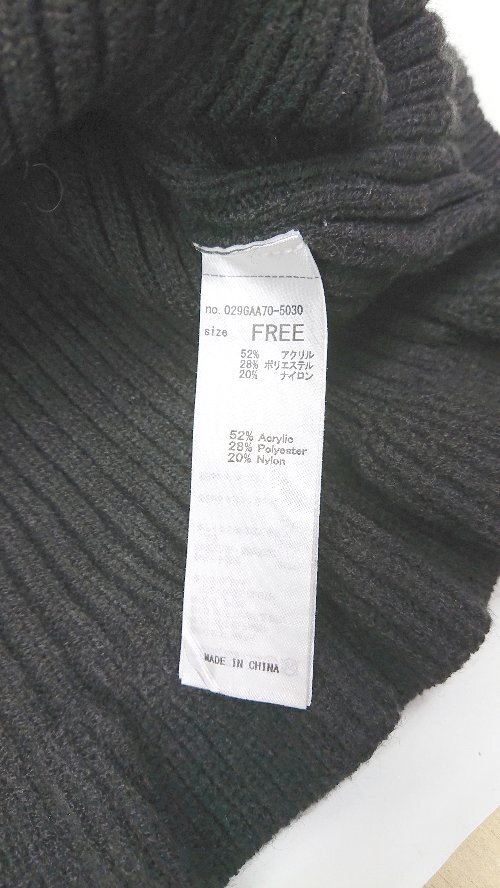 no. 029GAA70-5030
size FREE
52% アクリル
28% ポリエステル
20% ナイロン
52% Acrylic
28% Polyester
20% Nylon
MADE IN CHINA